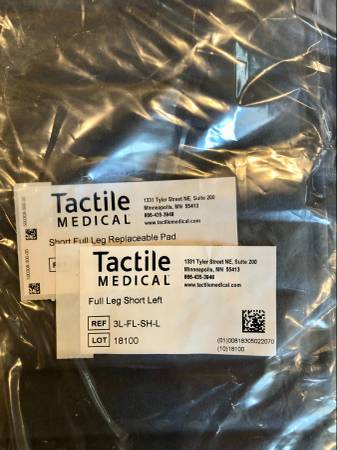 Tactile
MEDICAL
1331 Tyler Street NE, Suite 200
Minneapolis, MN 55413
866-435-3948
www.tactilemedical.com
Short Full Leg Replaceable Pad
Tactile
MEDICAL
1331 Tyler Street NE, Suite 200
Minneapolis, MN 55413
866-435-3948
www.tactilemedical.com
Full Leg Short Left
REF 3L-FL-SH-L
LOT 18100
(01)00816305022070
(10)18100